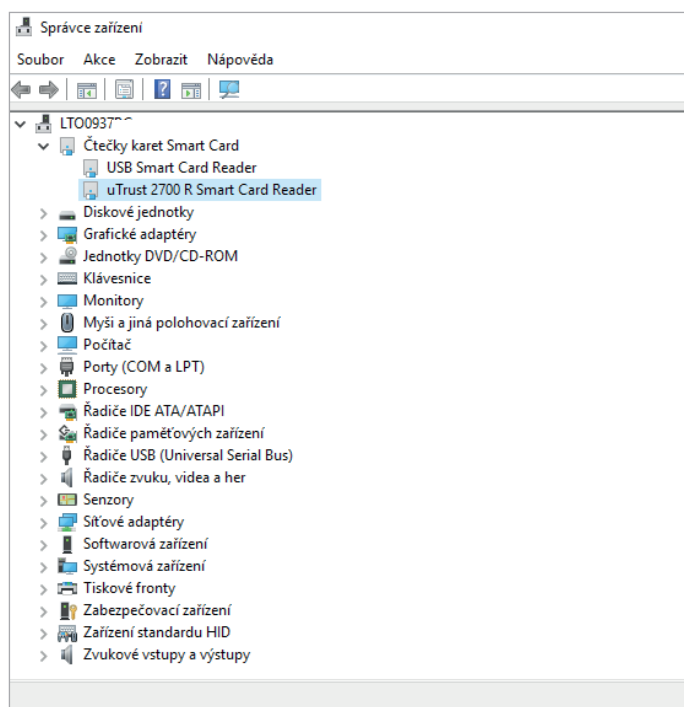 Správce zařízení
Soubor Akce Zobrazit Nápověda
Čtečky karet Smart Card
USB Smart Card Reader
uTrust 2700 R Smart Card Reader
Diskové jednotky
Grafické adaptéry
Jednotky DVD/CD-ROM
Klávesnice
Monitory
Myši a jiná polohovací zařízení
Počítač
Porty (COM a LPT)
Procesory
Řadiče IDE ATA/ATAPI
Řadiče paměťových zařízení
Řadiče USB (Universal Serial Bus)
Řadiče zvuku, videa a her
Senzory
Síťové adaptéry
Softwarová zařízení
Systémová zařízení
Tiskové fronty
Zabezpečovací zařízení
Zařízení standardu HID
Zvukové vstupy a výstupy